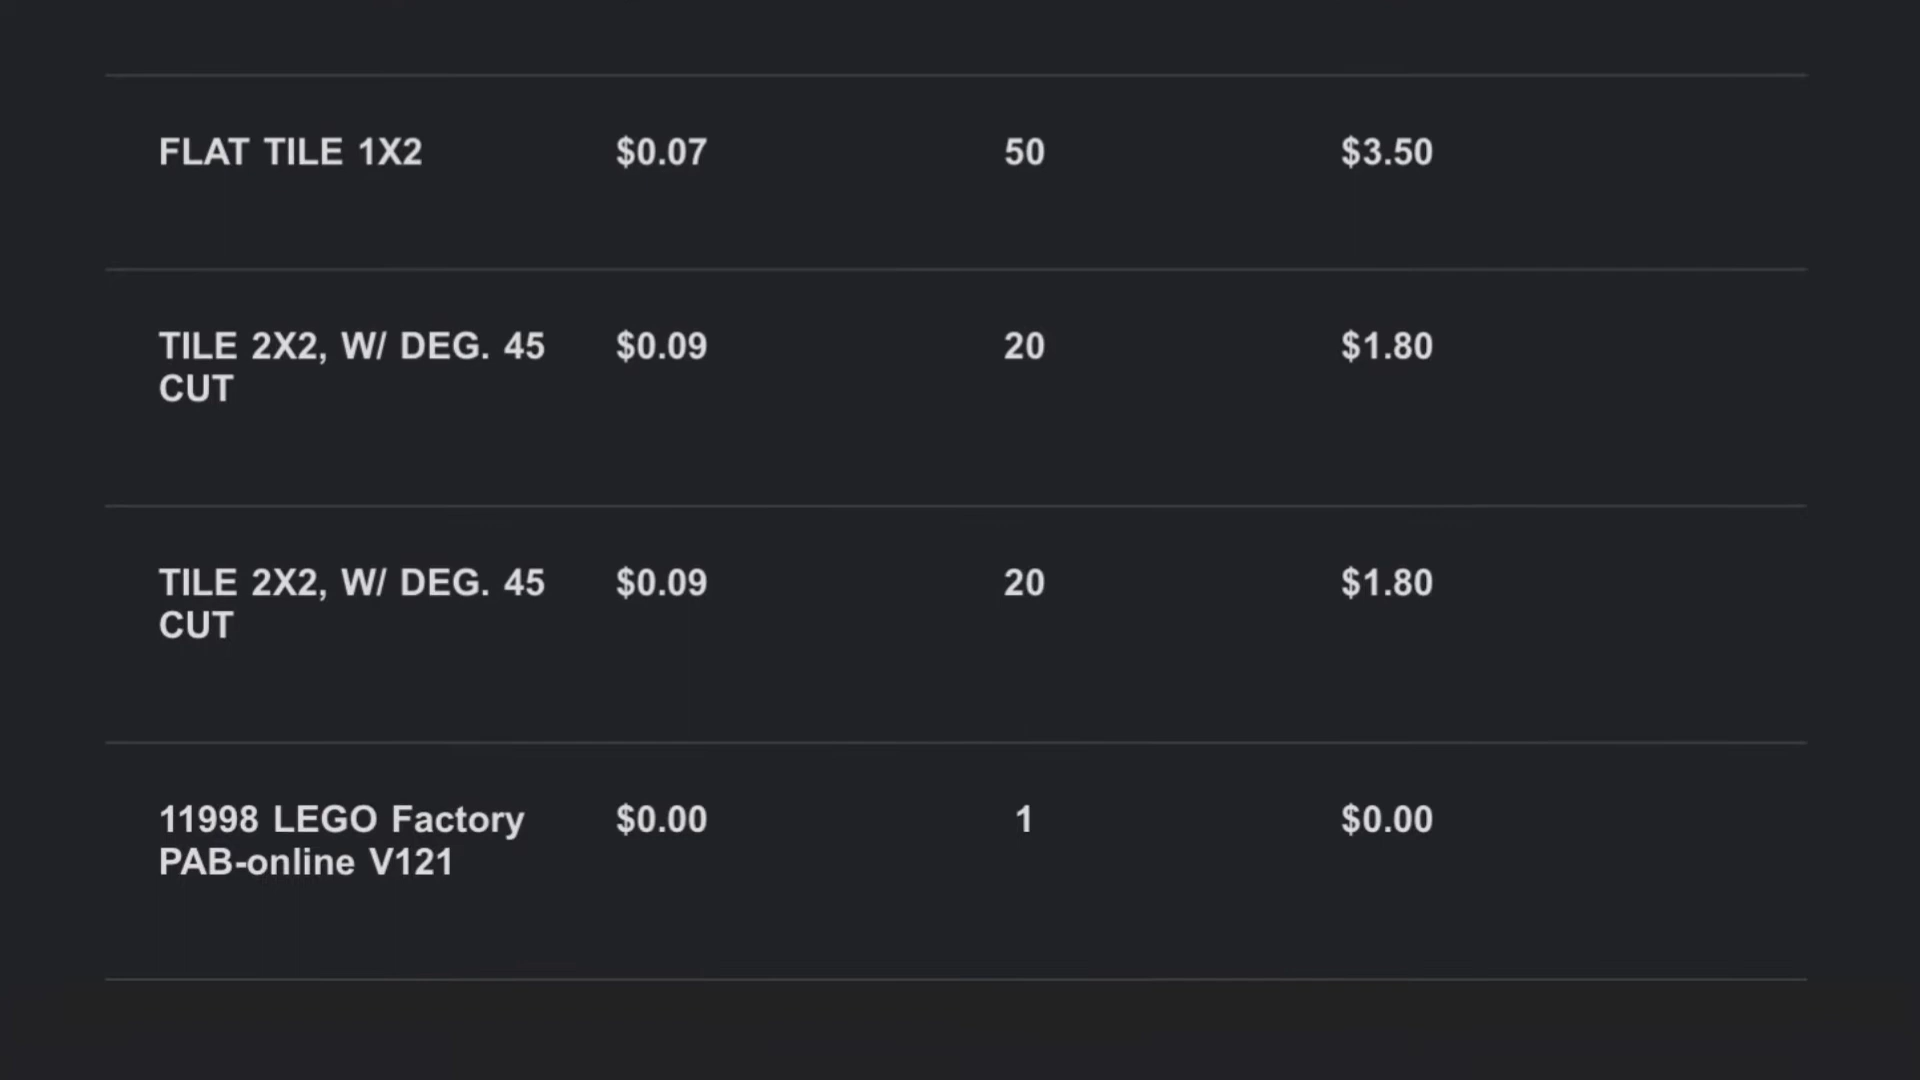 FLAT TILE 1X2 $0.07 50 $3.50
TILE 2X2, W/ DEG. 45 $0.09 20 $1.80
CUT
TILE 2X2, W/ DEG. 45 $0.09 20 $1.80
CUT
11998 LEGO Factory $0.00 1 $0.00
PAB-online V121